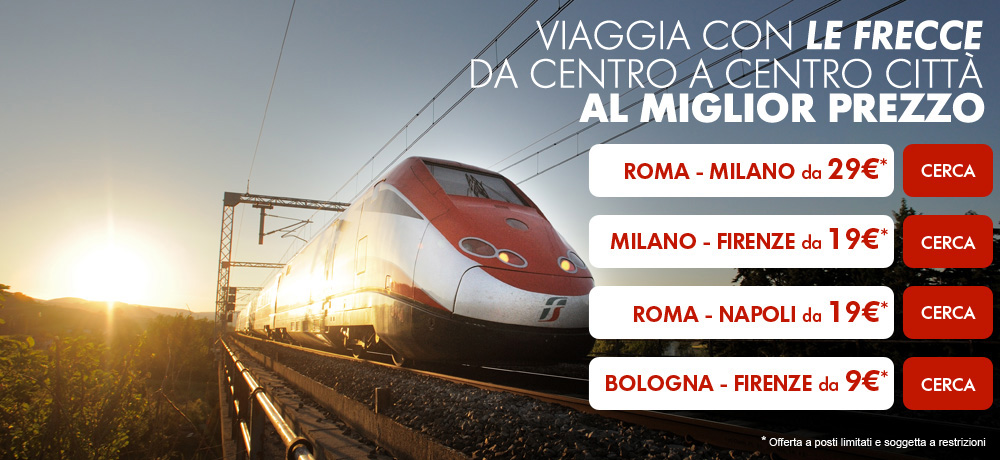 VIAGGIA CON LE FRECCE
DA CENTRO A CENTRO CITTÀ
AL MIGLIOR PREZZO
ROMA - MILANO da 29€* CERCA
MILANO - FIRENZE da 19€* CERCA
ROMA - NAPOLI da 19€* CERCA
BOLOGNA - FIRENZE da 9€* CERCA
* Offerta a posti limitati e soggetta a restrizioni